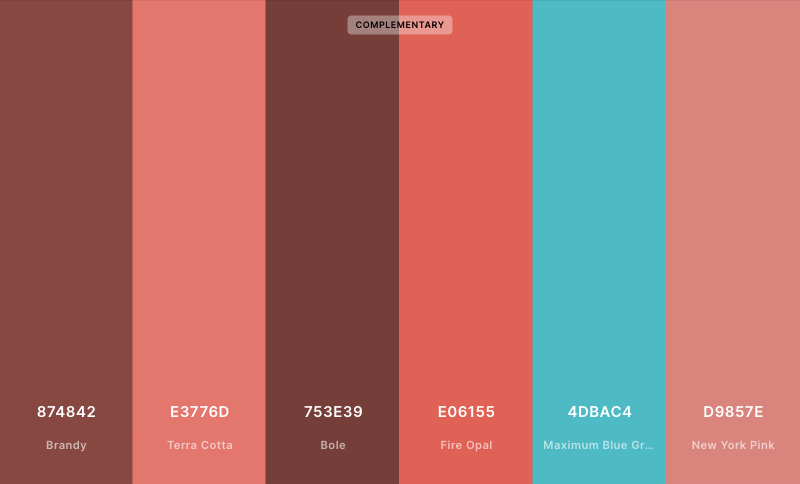 COMPLEMENTARY
874842
Brandy
E3776D
Terra Cotta
753E39
Bole
E06155
Fire Opal
4DBAC4
Maximum Blue Gr...
D9857E
New York Pink